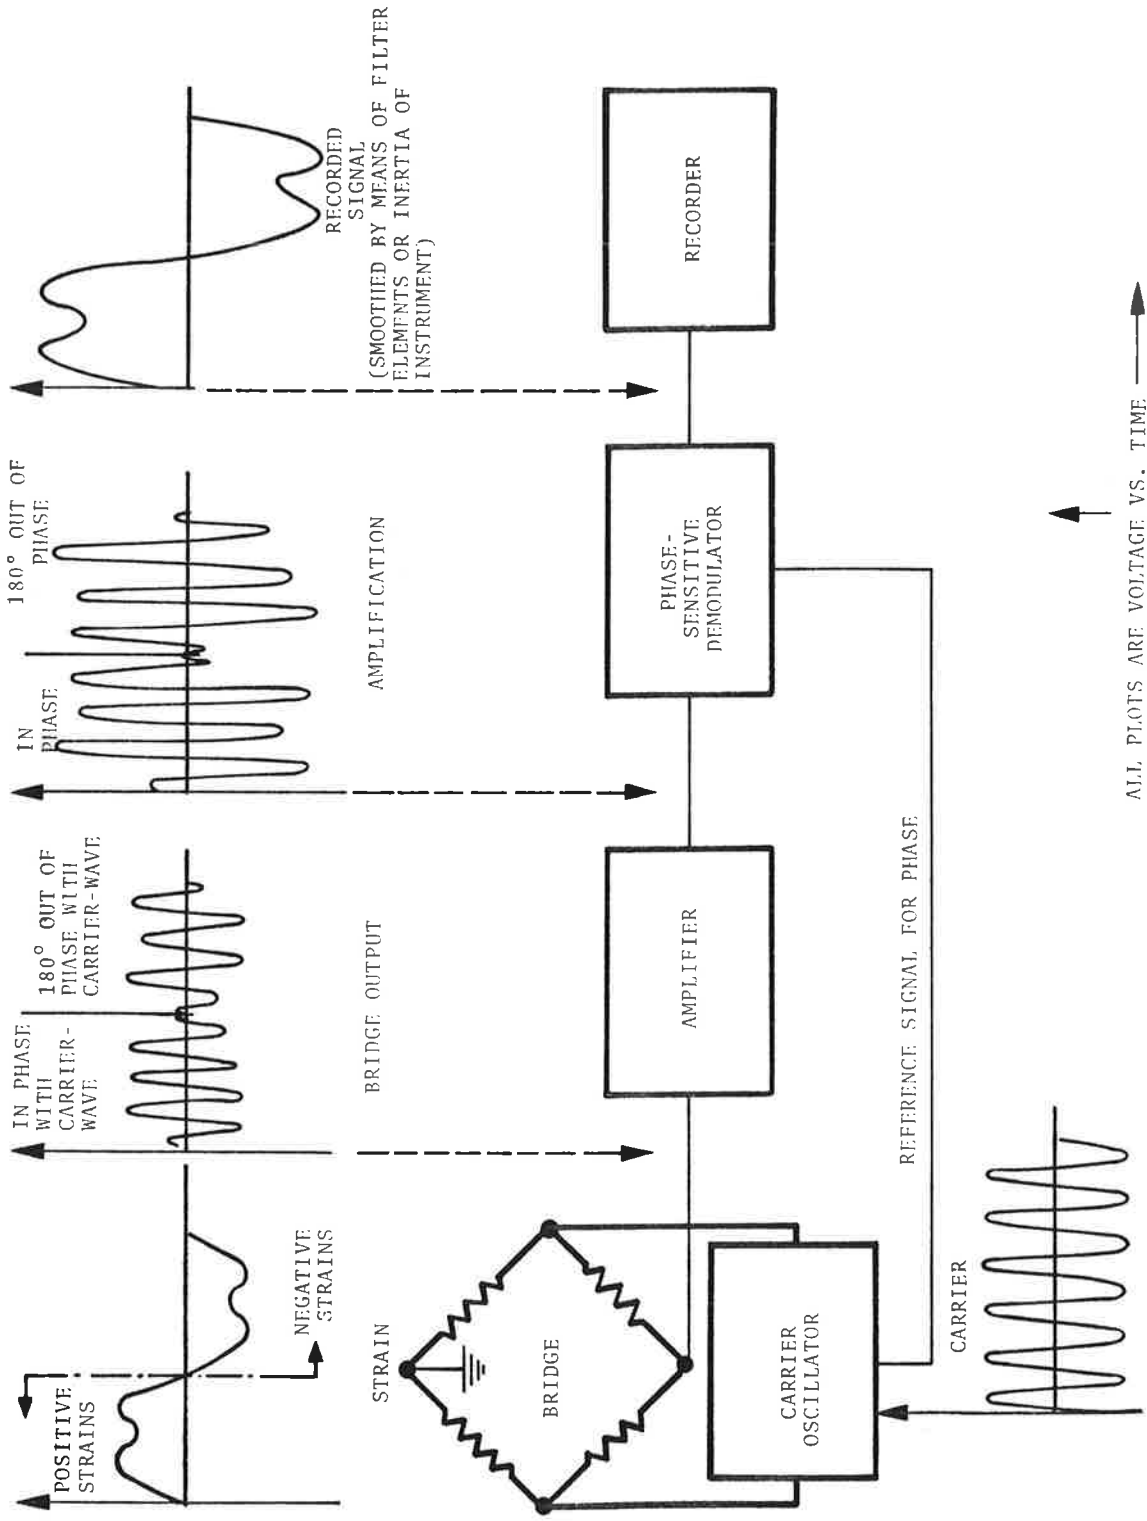 POSITIVE
STRAINS
NEGATIVE
STRAINS
IN PHASE
WITH
CARRIER-
WAVE
180° OUT OF
PHASE WITH
CARRIER-WAVE
IN
PHASE
180° OUT OF
PHASE
STRAIN
BRIDGE OUTPUT
AMPLIFICATION
RECORDED
SIGNAL
(SMOOTHED BY MEANS OF FILTER
ELEMENTS OR INERTIA OF
INSTRUMENT)
BRIDGE
AMPLIFIER
PHASE-
SENSITIVE
DEMODULATOR
RECORDER
CARRIER
OSCILLATOR
REFERENCE SIGNAL FOR PHASE
CARRIER
ALL PLOTS ARE VOLTAGE VS. TIME